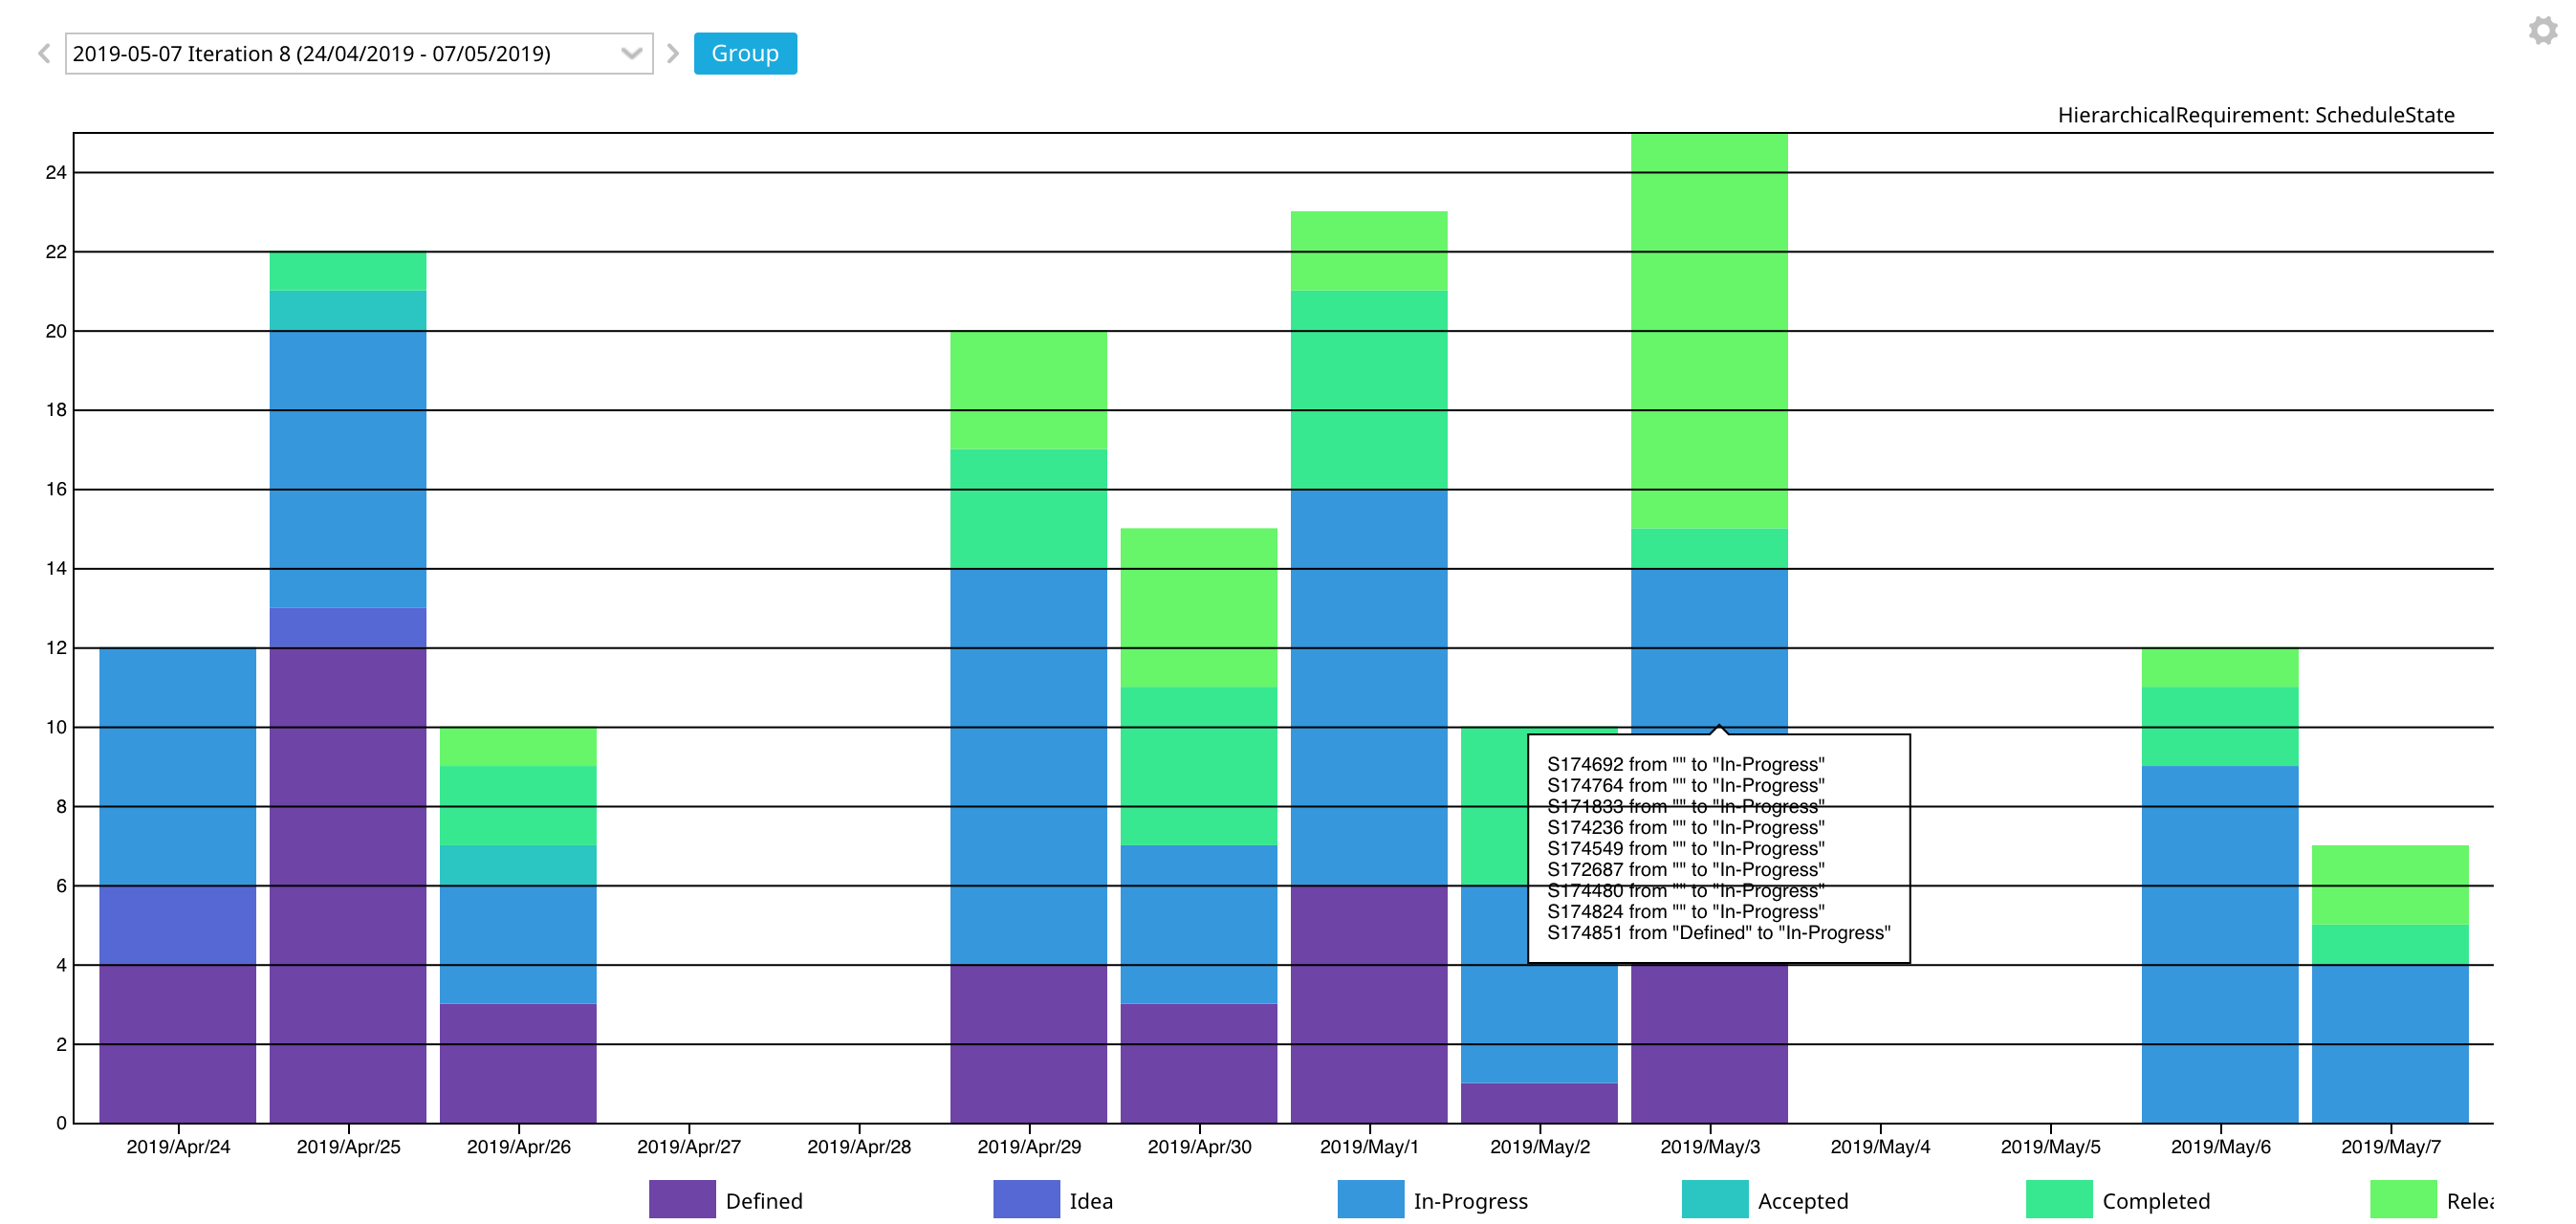 2019-05-07 Iteration 8 (24/04/2019 - 07/05/2019)
Group
HierarchicalRequirement: ScheduleState
24
22
20
18
16
14
12
10
8
6
4
2
0
S174692 from "" to "In-Progress"
S174764 from "" to "In-Progress"
S171833 from "" to "In-Progress"
S174236 from "" to "In-Progress"
S174549 from "" to "In-Progress"
S172687 from "" to "In-Progress"
S174480 from "" to "In-Progress"
S174824 from "" to "In-Progress"
S174851 from "Defined" to "In-Progress"
2019/Apr/24 2019/Apr/25 2019/Apr/26 2019/Apr/27 2019/Apr/28 2019/Apr/29 2019/Apr/30 2019/May/1 2019/May/2 2019/May/3 2019/May/4 2019/May/5 2019/May/6 2019/May/7
Defined Idea In-Progress Accepted Completed Relea